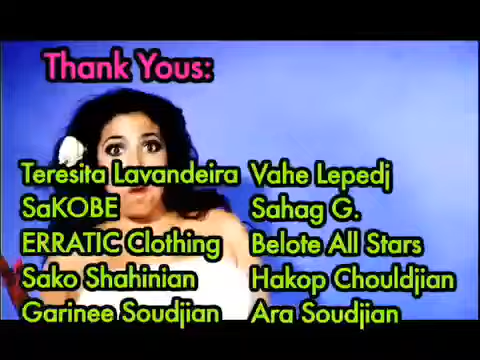 Thank Yous:
Teresita Lavandeira
SaKOBE
ERRATIC Clothing
Sako Shahinian
Garinee Soudjian
Vahe Lepedj
Sahag G.
Belote All Stars
Hakop Chouldjian
Ara Soudjian